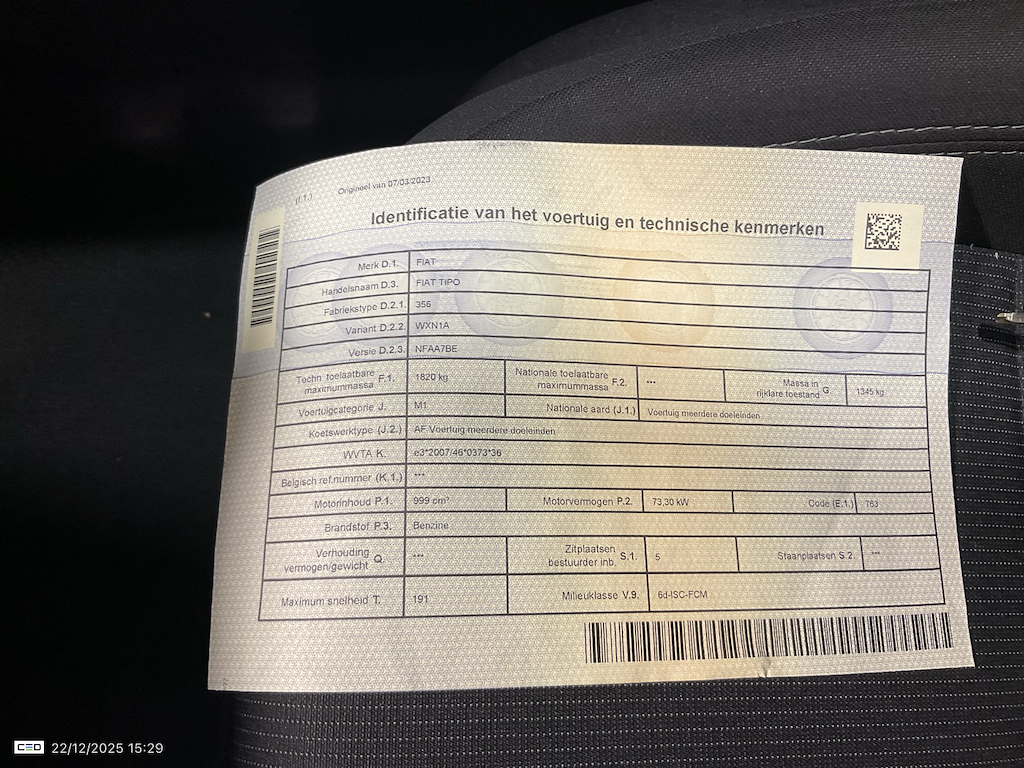 (I.1.) Origineel van 07/03/2023
Identificatie van het voertuig en technische kenmerken
Merk D.1. FIAT
Handelsnaam D.3. FIAT TIPO
Fabriekstype D.2.1. 356
Variant D.2.2. WXN1A
Versie D.2.3. NFAA7BE
Techn. toelaatbare maximummassa F.1. 1820 kg Nationale toelaatbare maximummassa F.2. *** Massa in rijklare toestand G 1345 kg
Voertuigcategorie J. M1 Nationale aard (J.1.) Voertuig meerdere doeleinden
Koetswerktype (J.2.) AF Voertuig meerdere doeleinden
WVTA K. e3*2007/46*0373*36
Belgisch ref.nummer (K.1.) ***
Motorinhoud P.1. 999 cm³ Motorvermogen P.2. 73,30 kW Code (E.1.) 763
Brandstof P.3. Benzine
Verhouding vermogen/gewicht Q. *** Zitplaatsen bestuurder inb. S.1. 5 Staanplaatsen S.2. ***
Maximum snelheid T. 191 Milieuklasse V.9. 6d-ISC-FCM
CEO 22/12/2025 15:29